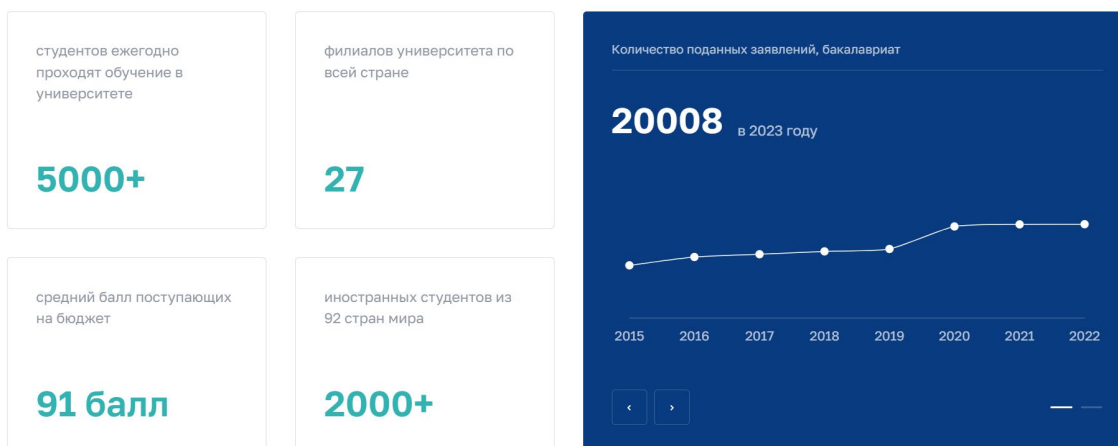 студентов ежегодно
проходят обучение в
университете
5000+
филиалов университета по
всей стране
27
средний балл поступающих
на бюджет
91 балл
иностранных студентов из
92 стран мира
2000+
Количество поданных заявлений, бакалавриат
20008 в 2023 году
2015 2016 2017 2018 2019 2020 2021 2022